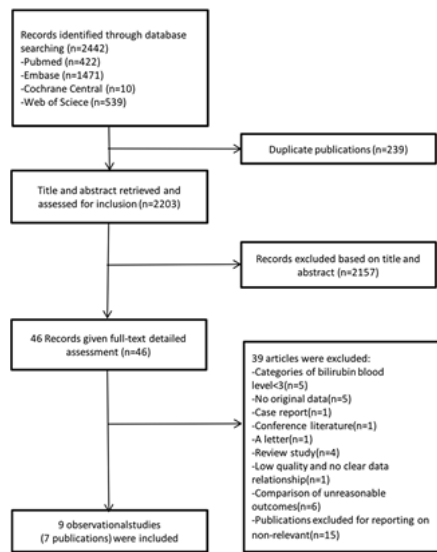 Records identified through database
searching (n=2442)
-Pubmed (n=422)
-Embase (n=1471)
-Cochrane Central (n=10)
-Web of Sciece (n=539)
Duplicate publications (n=239)
Title and abstract retrieved and
assessed for inclusion(n=2203)
Records excluded based on title and
abstract (n=2157)
46 Records given full-text detailed
assessment (n=46)
39 articles were excluded:
-Categories of bilirubin blood
level<3(n=5)
-No original data(n=5)
-Case report(n=1)
-Conference literature(n=1)
-A letter(n=1)
-Review study(n=4)
-Low quality and no clear data
relationship(n=1)
-Comparison of unreasonable
outcomes(n=6)
-Publications excluded for reporting on
non-relevant(n=15)
9 observationalstudies
(7 publications) were included